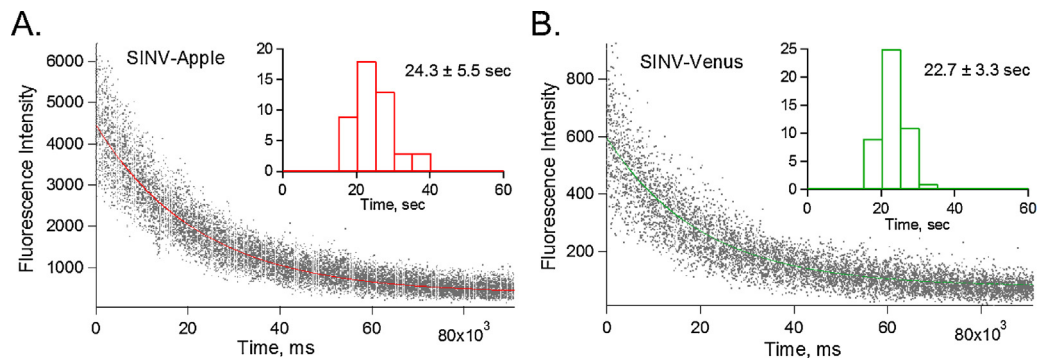 A.
SINV-Apple
24.3 ± 5.5 sec
20
15
10
5
0
0 20 40 60
Time, sec
6000
5000
4000
3000
2000
1000
Fluorescence Intensity
0 20 40 60 80x10³
Time, ms
B.
SINV-Venus
22.7 ± 3.3 sec
25
20
15
10
5
0
0 20 40 60
Time, sec
800
600
400
200
Fluorescence Intensity
0 20 40 60 80x10³
Time, ms